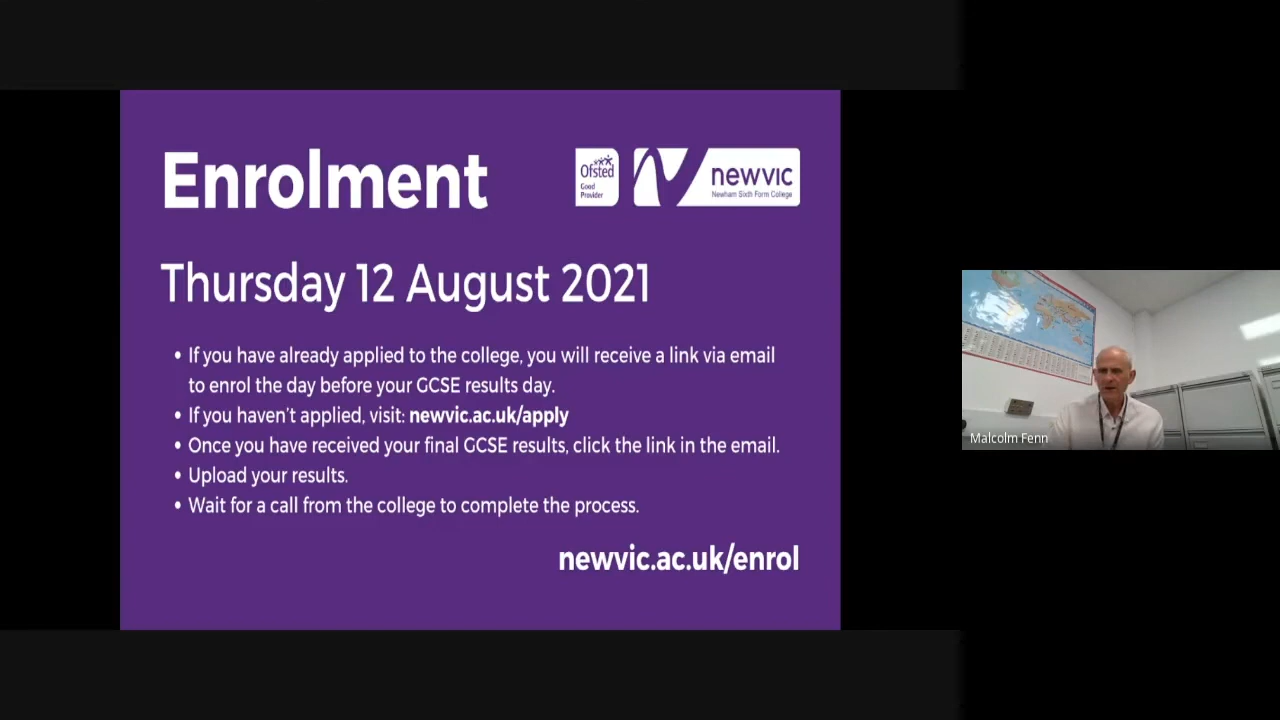 Enrolment
Ofsted
Good
Provider
newvic
Newham Sixth Form College
Thursday 12 August 2021
• If you have already applied to the college, you will receive a link via email
to enrol the day before your GCSE results day.
• If you haven't applied, visit: newvic.ac.uk/apply
• Once you have received your final GCSE results, click the link in the email.
• Upload your results.
• Wait for a call from the college to complete the process.
newvic.ac.uk/enrol
Malcolm Fenn